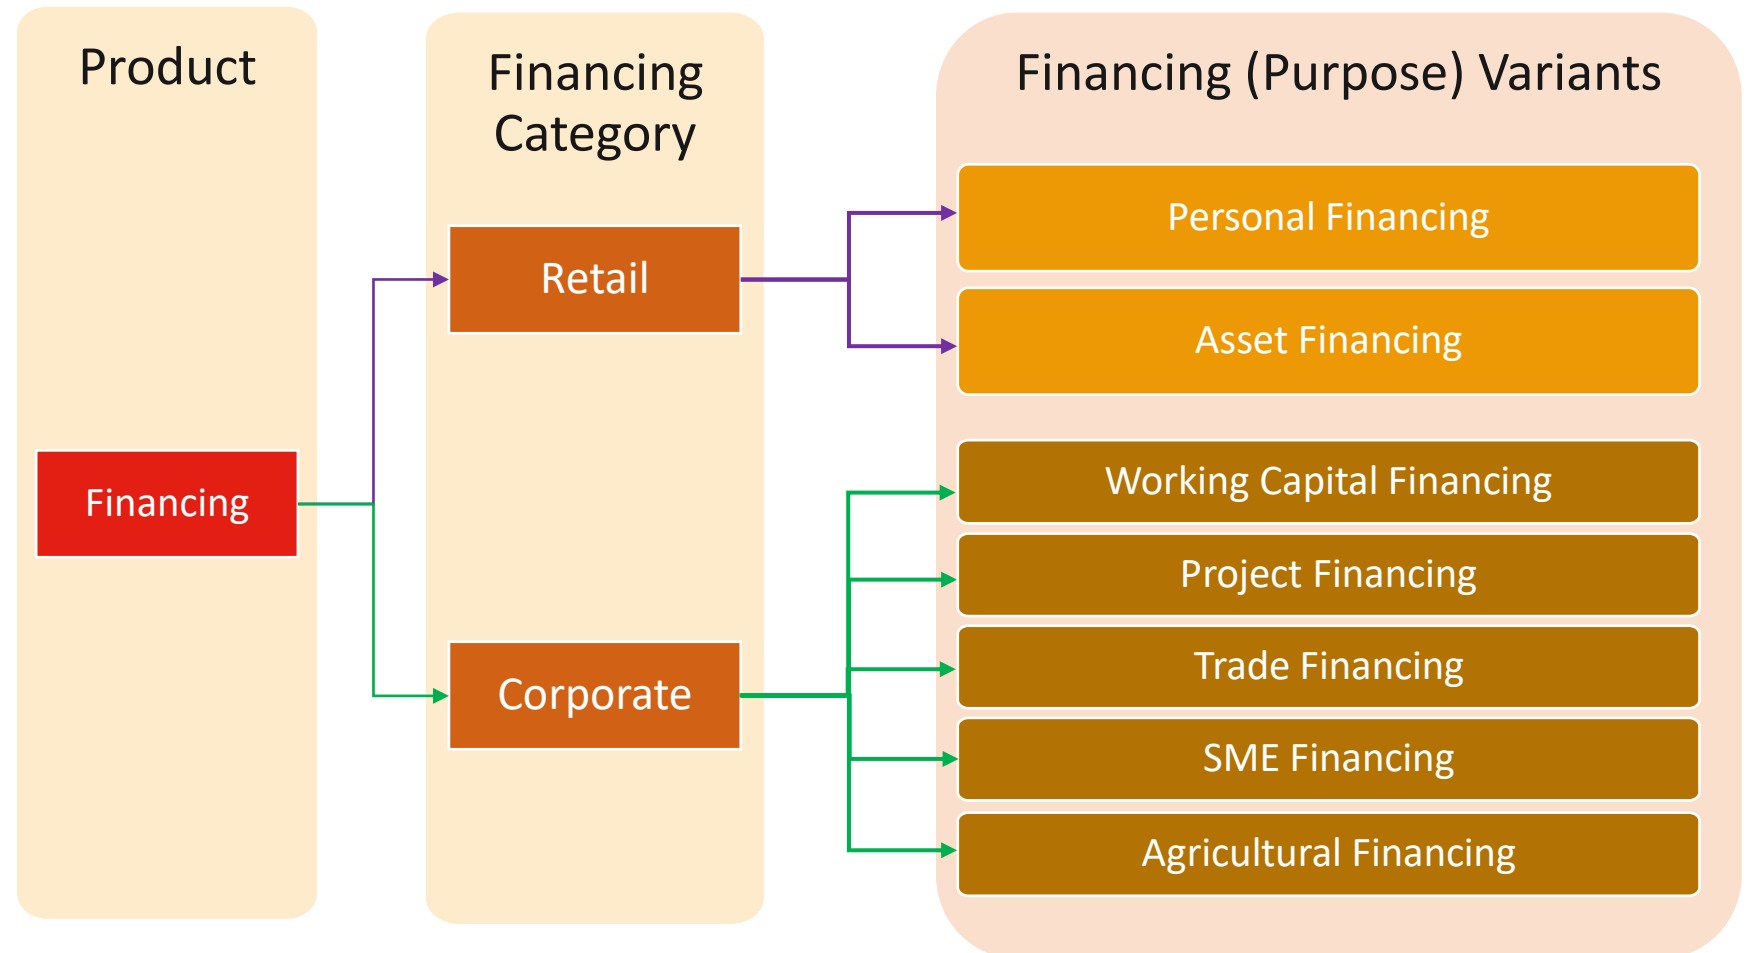 Product
Financing
Category
Financing (Purpose) Variants
Financing
Retail
Corporate
Personal Financing
Asset Financing
Working Capital Financing
Project Financing
Trade Financing
SME Financing
Agricultural Financing